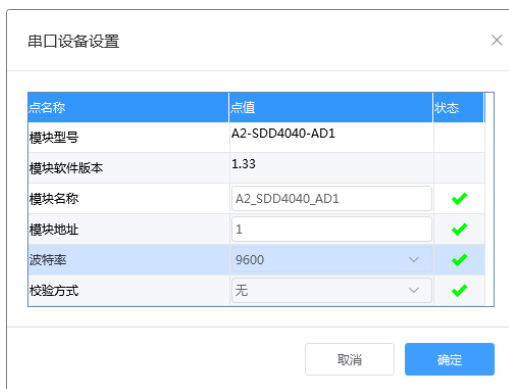 串口设备设置
点名称 点值 状态
模块型号 A2-SDD4040-AD1
模块软件版本 1.33
模块名称 A2_SDD4040_AD1
模块地址 1
波特率 9600
校验方式 无
取消 确定